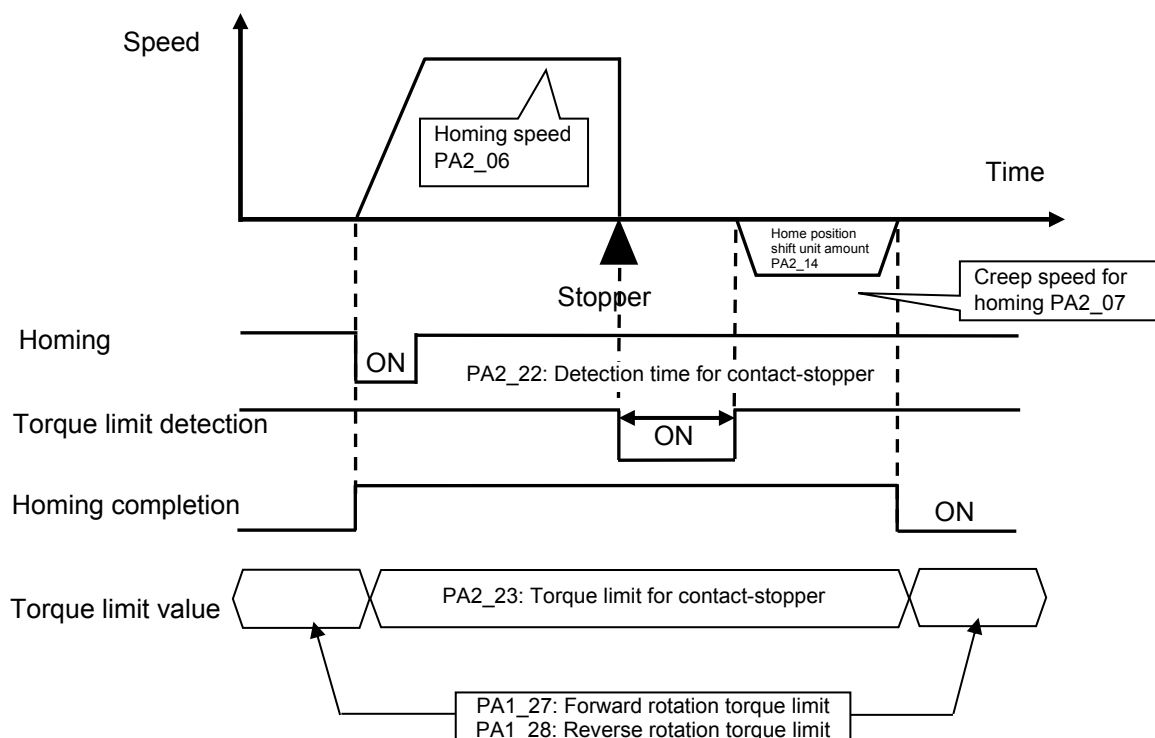 Speed
Homing speed
PA2_06
Time
Home position
shift unit amount
PA2_14
Creep speed for
homing PA2_07
Stopper
Homing
ON
PA2_22: Detection time for contact-stopper
Torque limit detection
ON
Homing completion
ON
Torque limit value
PA2_23: Torque limit for contact-stopper
PA1_27: Forward rotation torque limit
PA1_28: Reverse rotation torque limit